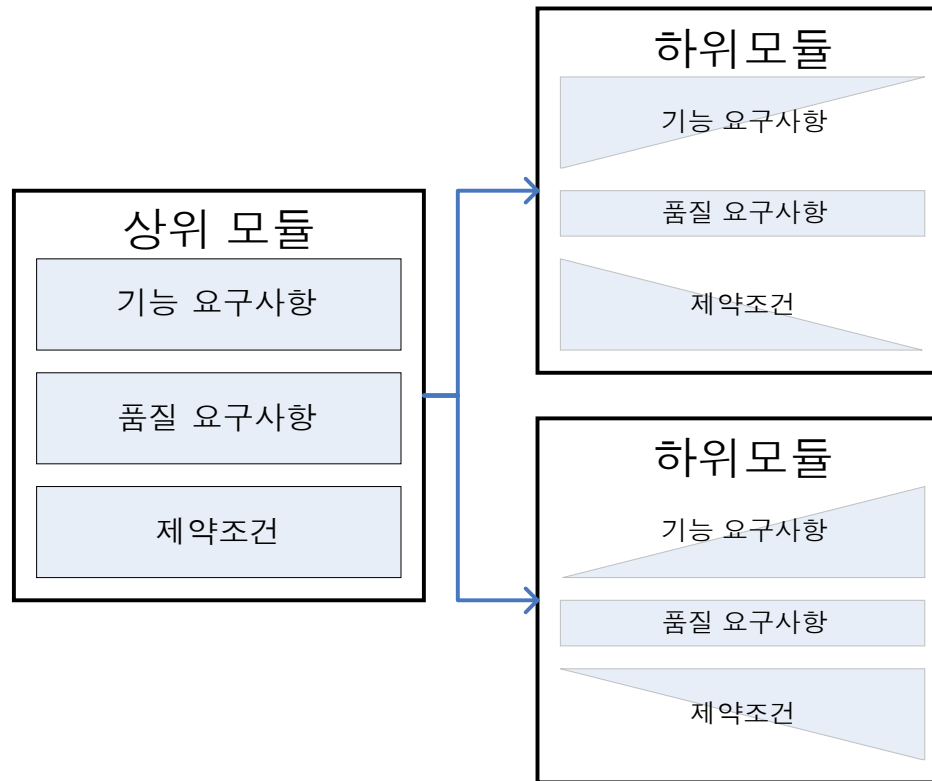 상위 모듈
기능 요구사항
품질 요구사항
제약조건
하위모듈
기능 요구사항
품질 요구사항
제약조건
하위모듈
기능 요구사항
품질 요구사항
제약조건